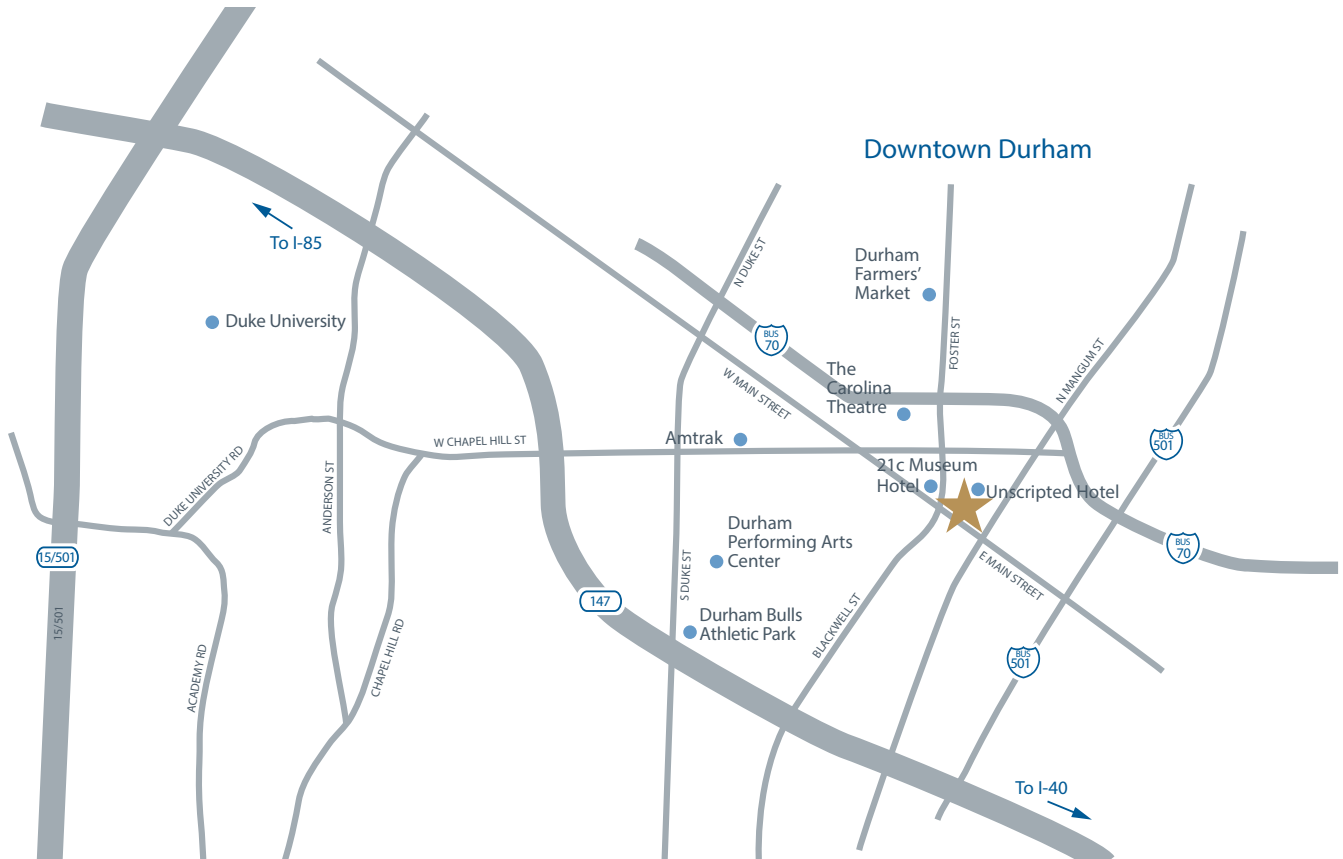 Downtown Durham
To I-85
N DUKE ST
Durham
Farmers'
Market
Duke University
BUS
70
FOSTER ST
N MANGUM ST
The
Carolina
Theatre
W MAIN STREET
W CHAPEL HILL ST
Amtrak
BUS
501
DUKE UNIVERSITY RD
ANDERSON ST
21c Museum
Hotel
Unscripted Hotel
Durham
Performing Arts
Center
15/501
BUS
70
S DUKE ST
E MAIN STREET
147
15/501
Durham Bulls
Athletic Park
BLACKWELL ST
ACADEMY RD
CHAPEL HILL RD
BUS
501
To I-40